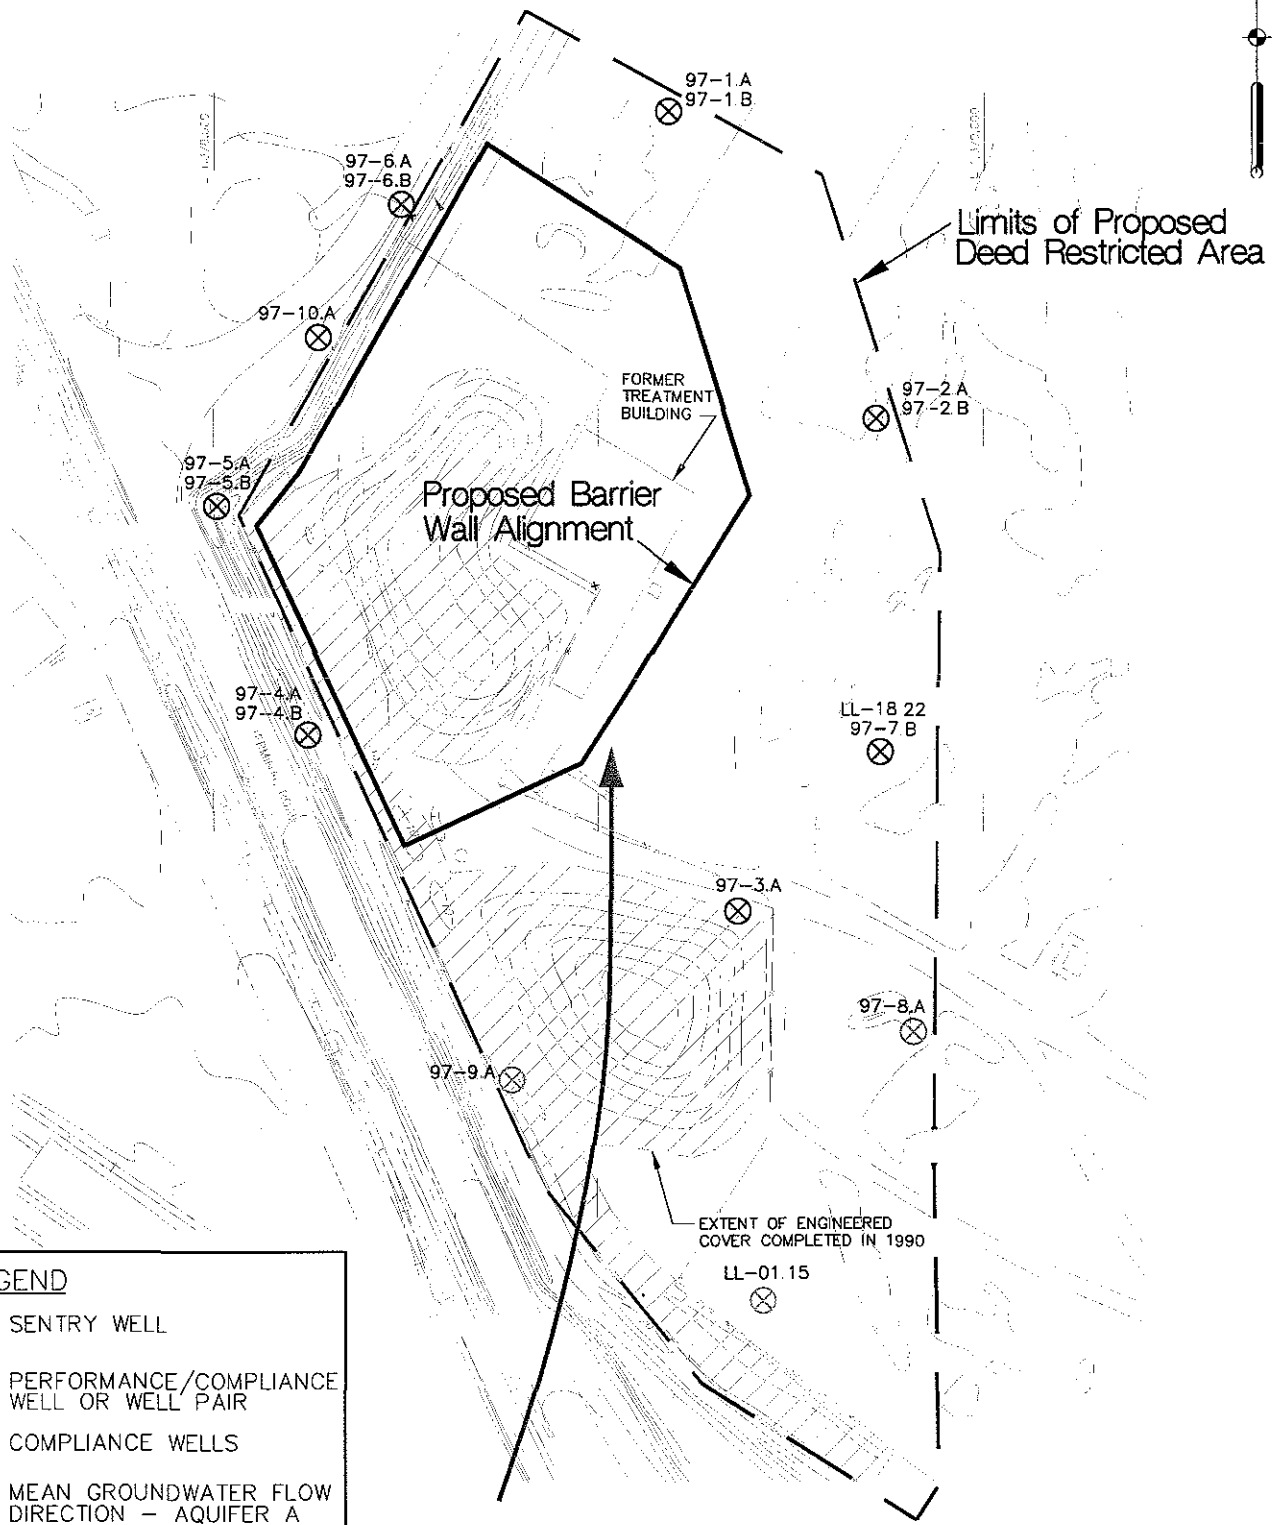 97-1.A
97-1.B
97-6.A
97-6.B
Limits of Proposed
Deed Restricted Area
97-10.A
FORMER
TREATMENT
BUILDING
97-2.A
97-2.B
97-5.A
97-5.B
Proposed Barrier
Wall Alignment
97-4.A
97-4.B
LL-18 22
97-7.B
97-3.A
97-8.A
97-9.A
EXTENT OF ENGINEERED
COVER COMPLETED IN 1990
LL-01.15
GEND
SENTRY WELL
PERFORMANCE/COMPLIANCE
WELL OR WELL PAIR
COMPLIANCE WELLS
MEAN GROUNDWATER FLOW
DIRECTION - AQUIFER A